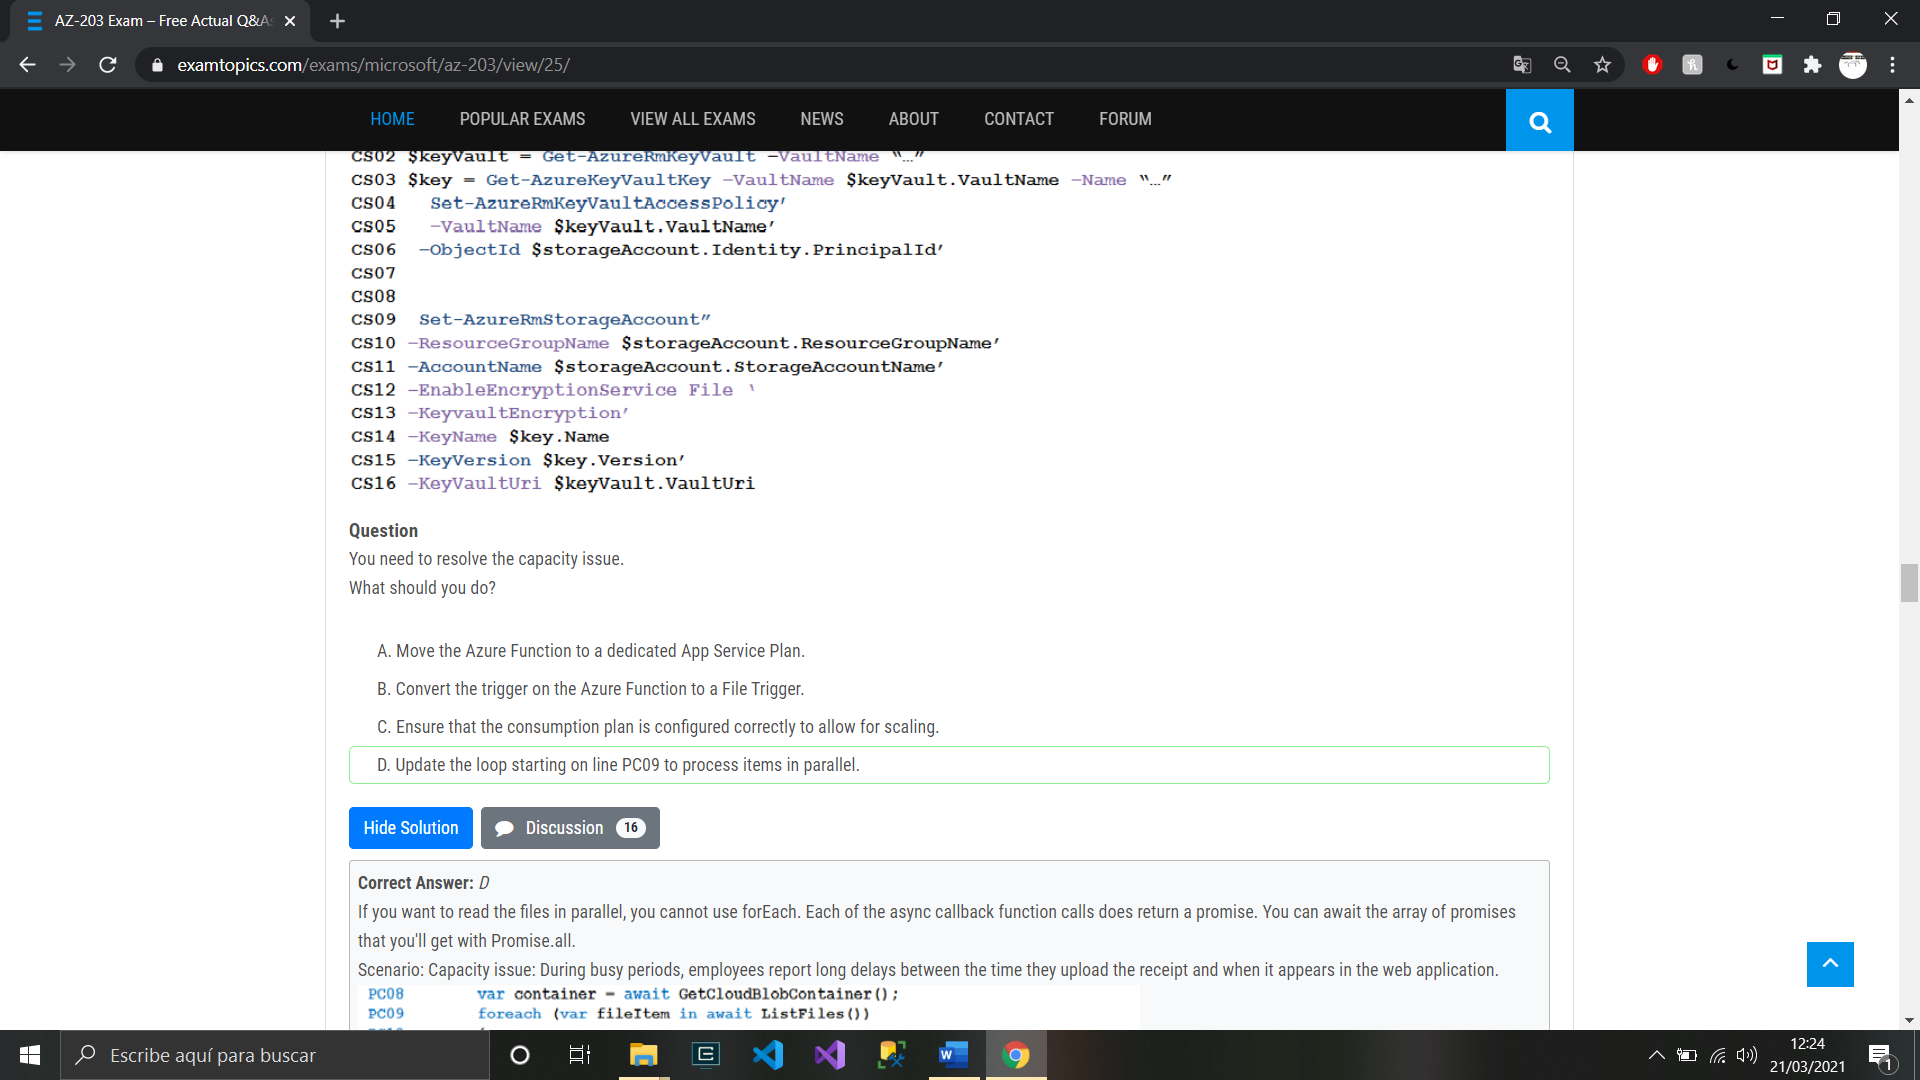 AZ-203 Exam – Free Actual Q&As
examtopics.com/exams/microsoft/az-203/view/25/
HOME POPULAR EXAMS VIEW ALL EXAMS NEWS ABOUT CONTACT FORUM
CS02 $keyVault = Get-AzureRmKeyVault –VaultName “…”
CS03 $key = Get-AzureKeyVaultKey –VaultName $keyVault.VaultName –Name “…”
CS04 Set-AzureRmKeyVaultAccessPolicy’
CS05 –VaultName $keyVault.VaultName’
CS06 –ObjectId $storageAccount.Identity.PrincipalId’
CS07
CS08
CS09 Set-AzureRmStorageAccount”
CS10 –ResourceGroupName $storageAccount.ResourceGroupName’
CS11 –AccountName $storageAccount.StorageAccountName’
CS12 –EnableEncryptionService File ‘
CS13 –KeyvaultEncryption’
CS14 –KeyName $key.Name
CS15 –KeyVersion $key.Version’
CS16 –KeyVaultUri $keyVault.VaultUri
Question
You need to resolve the capacity issue.
What should you do?
A. Move the Azure Function to a dedicated App Service Plan.
B. Convert the trigger on the Azure Function to a File Trigger.
C. Ensure that the consumption plan is configured correctly to allow for scaling.
D. Update the loop starting on line PC09 to process items in parallel.
Hide Solution Discussion 16
Correct Answer: D
If you want to read the files in parallel, you cannot use forEach. Each of the async callback function calls does return a promise. You can await the array of promises
that you'll get with Promise.all.
Scenario: Capacity issue: During busy periods, employees report long delays between the time they upload the receipt and when it appears in the web application.
PC08 var container = await GetCloudBlobContainer();
PC09 foreach (var fileItem in await ListFiles())
Escribe aquí para buscar
12:24
21/03/2021
1